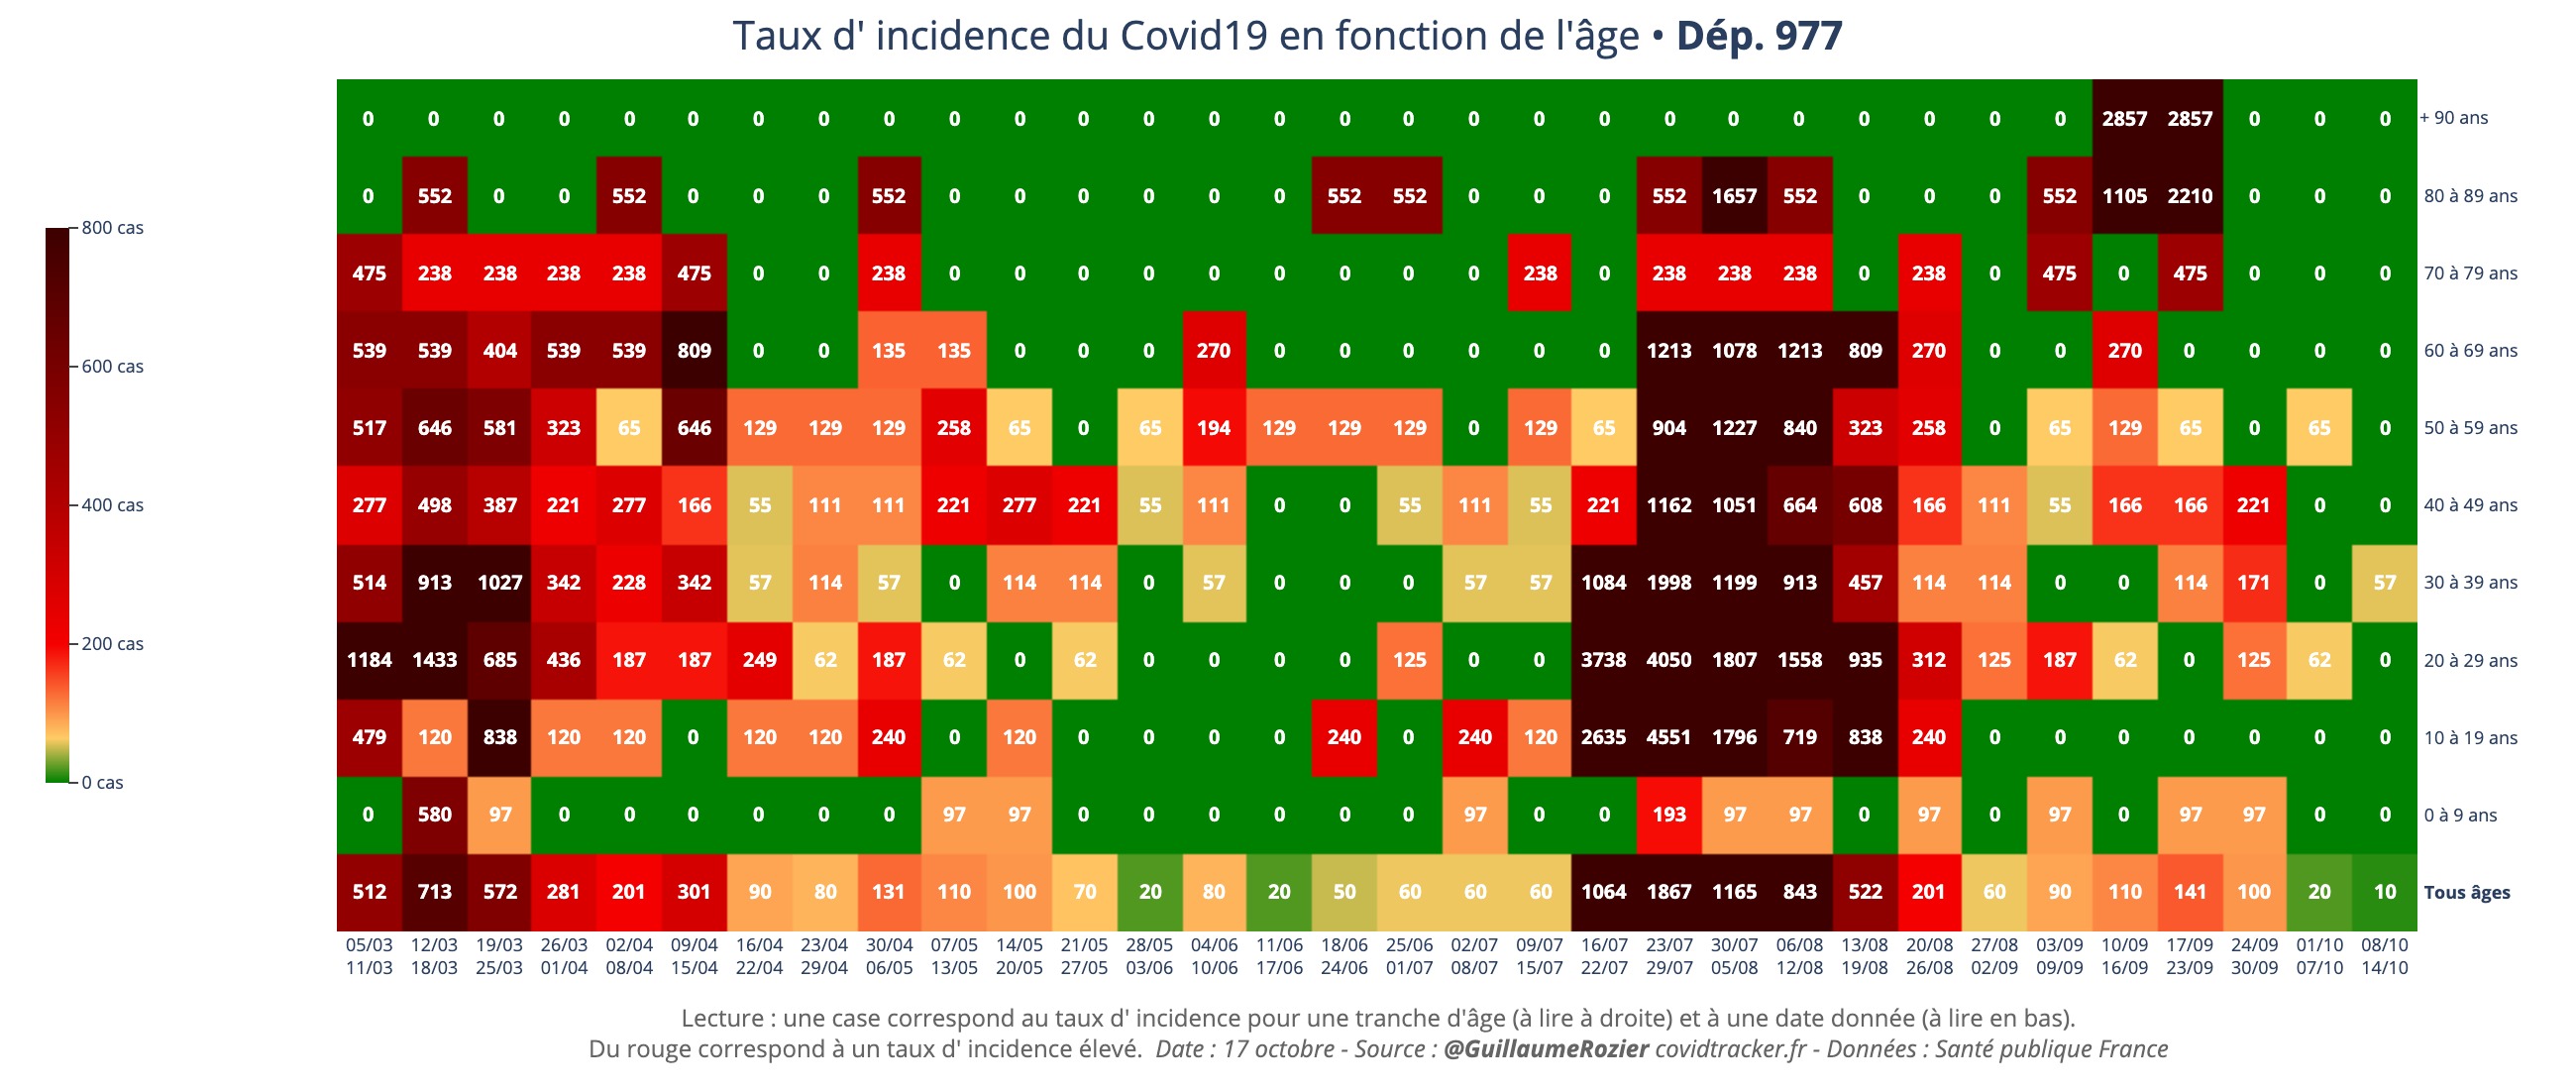 Taux d' incidence du Covid19 en fonction de l'âge • Dép. 977
0 0 0 0 0 0 0 0 0 0 0 0 0 0 0 0 0 0 0 0 0 0 0 0 0 0 0 2857 2857 0 0 0 + 90 ans
0 552 0 0 552 0 0 0 552 0 0 0 0 0 0 552 552 0 0 0 552 1657 552 0 0 0 552 1105 2210 0 0 0 80 à 89 ans
800 cas
475 238 238 238 238 475 0 0 238 0 0 0 0 0 0 0 0 0 238 0 238 238 238 0 238 0 475 0 475 0 0 0 70 à 79 ans
539 539 404 539 539 809 0 0 135 135 0 0 0 270 0 0 0 0 0 0 1213 1078 1213 809 270 0 0 270 0 0 0 0 60 à 69 ans
600 cas
517 646 581 323 65 646 129 129 129 258 65 0 65 194 129 129 129 0 129 65 904 1227 840 323 258 0 65 129 65 0 65 0 50 à 59 ans
400 cas
277 498 387 221 277 166 55 111 111 221 277 221 55 111 0 0 55 111 55 221 1162 1051 664 608 166 111 55 166 166 221 0 0 40 à 49 ans
514 913 1027 342 228 342 57 114 57 0 114 114 0 57 0 0 0 57 57 1084 1998 1199 913 457 114 114 0 0 114 171 0 57 30 à 39 ans
200 cas
1184 1433 685 436 187 187 249 62 187 62 0 62 0 0 0 0 125 0 0 3738 4050 1807 1558 935 312 125 187 62 0 125 62 0 20 à 29 ans
479 120 838 120 120 0 120 120 240 0 120 0 0 0 0 240 0 240 120 2635 4551 1796 719 838 240 0 0 0 0 0 0 0 10 à 19 ans
0 cas
0 580 97 0 0 0 0 0 0 97 97 0 0 0 0 0 0 97 0 0 193 97 97 0 97 0 97 0 97 97 0 0 0 à 9 ans
512 713 572 281 201 301 90 80 131 110 100 70 20 80 20 50 60 60 60 1064 1867 1165 843 522 201 60 90 110 141 100 20 10 Tous âges
05/03 12/03 19/03 26/03 02/04 09/04 16/04 23/04 30/04 07/05 14/05 21/05 28/05 04/06 11/06 18/06 25/06 02/07 09/07 16/07 23/07 30/07 06/08 13/08 20/08 27/08 03/09 10/09 17/09 24/09 01/10 08/10
11/03 18/03 25/03 01/04 08/04 15/04 22/04 29/04 06/05 13/05 20/05 27/05 03/06 10/06 17/06 24/06 01/07 08/07 15/07 22/07 29/07 05/08 12/08 19/08 26/08 02/09 09/09 16/09 23/09 30/09 07/10 14/10
Lecture : une case correspond au taux d' incidence pour une tranche d'âge (à lire à droite) et à une date donnée (à lire en bas).
Du rouge correspond à un taux d' incidence élevé. Date : 17 octobre - Source : @GuillaumeRozier covidtracker.fr - Données : Santé publique France